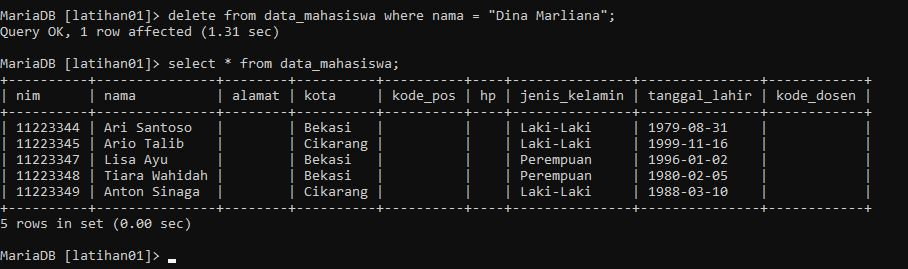 MariaDB [latihan01]> delete from data_mahasiswa where nama = "Dina Marliana";
Query OK, 1 row affected (1.31 sec)
MariaDB [latihan01]> select * from data_mahasiswa;
+----------+---------------+--------+----------+----------+----+---------------+---------------+------------+
| nim      | nama          | alamat | kota     | kode_pos | hp | jenis_kelamin | tanggal_lahir | kode_dosen |
+----------+---------------+--------+----------+----------+----+---------------+---------------+------------+
| 11223344 | Ari Santoso   |        | Bekasi   |          |    | Laki-Laki     | 1979-08-31    |            |
| 11223345 | Ario Talib    |        | Cikarang |          |    | Laki-Laki     | 1999-11-16    |            |
| 11223347 | Lisa Ayu      |        | Bekasi   |          |    | Perempuan     | 1996-01-02    |            |
| 11223348 | Tiara Wahidah |        | Bekasi   |          |    | Perempuan     | 1980-02-05    |            |
| 11223349 | Anton Sinaga  |        | Cikarang |          |    | Laki-Laki     | 1988-03-10    |            |
+----------+---------------+--------+----------+----------+----+---------------+---------------+------------+
5 rows in set (0.00 sec)
MariaDB [latihan01]> _